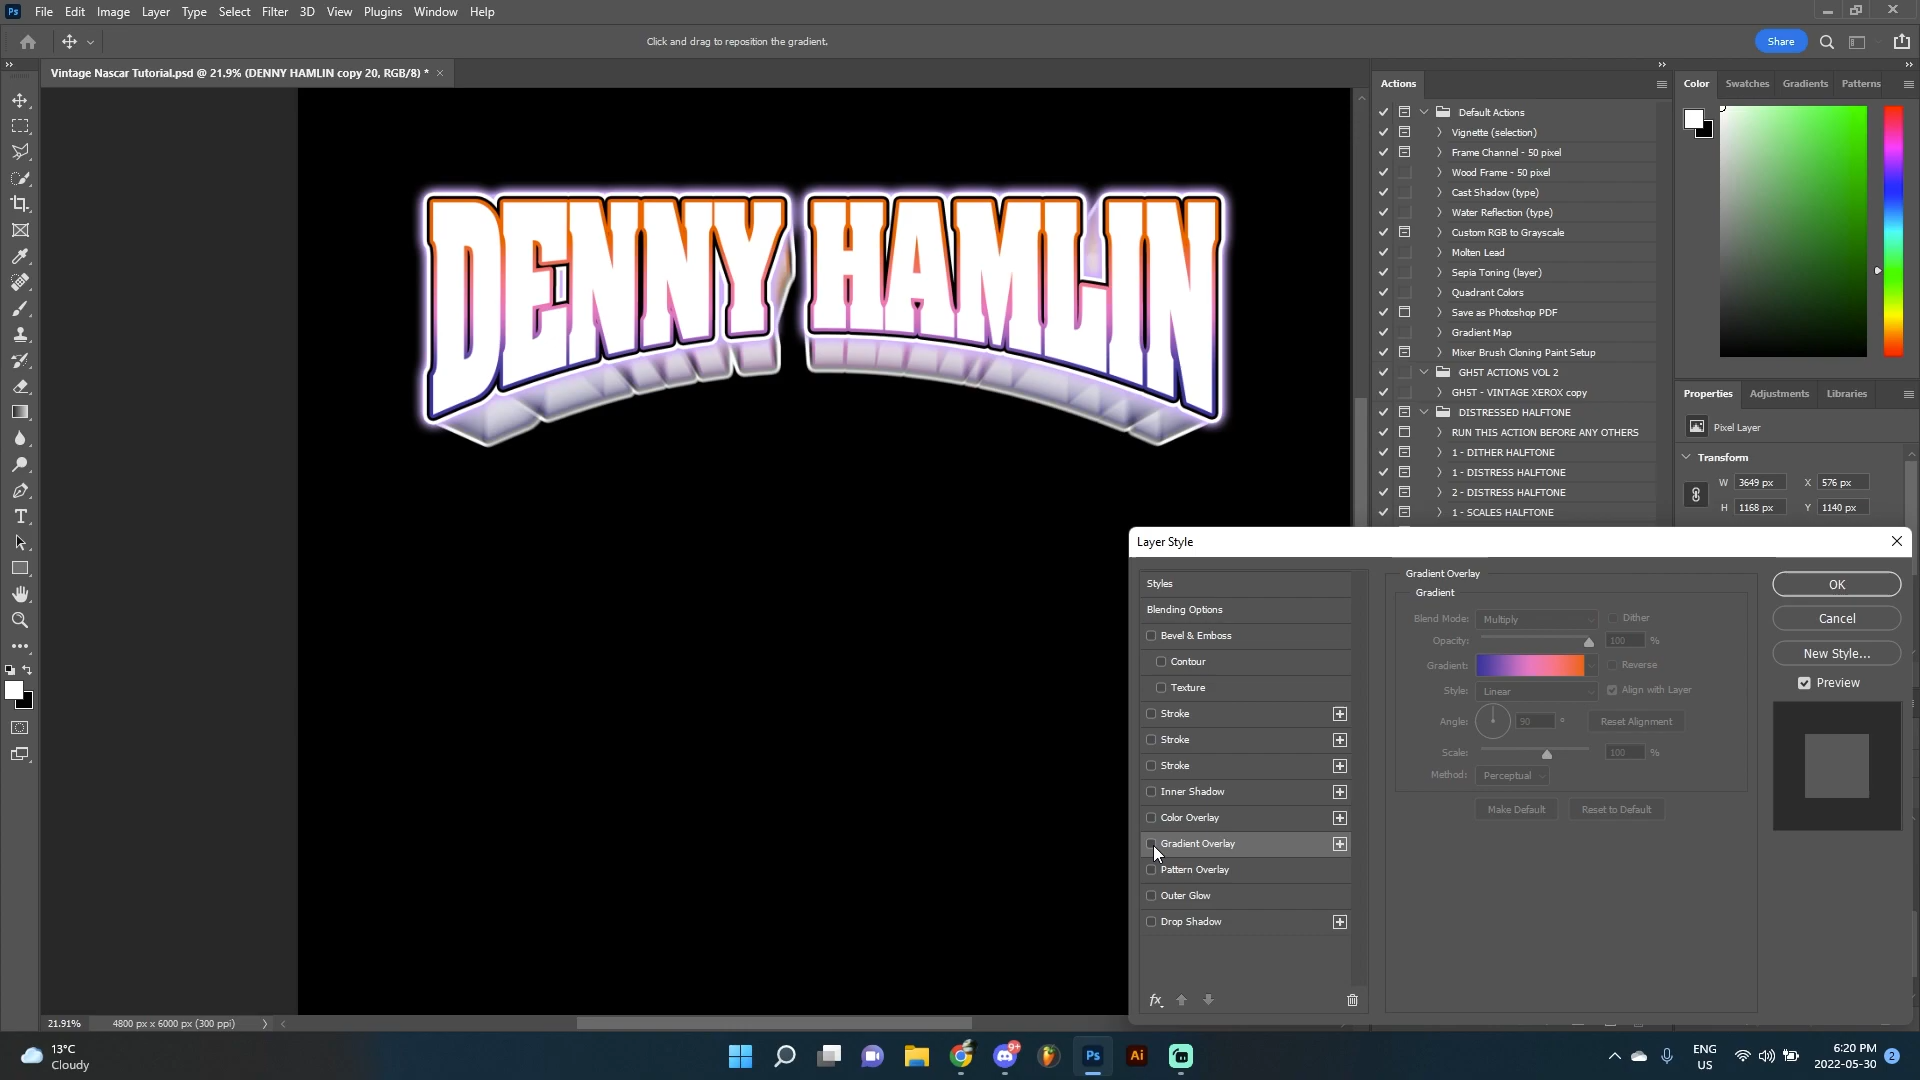 Ps File Edit Image Layer Type Select Filter 3D View Plugins Window Help
Click and drag to reposition the gradient.
Share
Vintage Nascar Tutorial.psd @ 21.9% (DENNY HAMLIN copy 20, RGB/8) *
DENNY HAMLIN
Actions
Default Actions
Vignette (selection)
Frame Channel - 50 pixel
Wood Frame - 50 pixel
Cast Shadow (type)
Water Reflection (type)
Custom RGB to Grayscale
Molten Lead
Sepia Toning (layer)
Quadrant Colors
Save as Photoshop PDF
Gradient Map
Mixer Brush Cloning Paint Setup
GH5T ACTIONS VOL 2
GH5T - VINTAGE XEROX copy
DISTRESSED HALFTONE
RUN THIS ACTION BEFORE ANY OTHERS
1 - DITHER HALFTONE
1 - DISTRESS HALFTONE
2 - DISTRESS HALFTONE
1 - SCALES HALFTONE
Color Swatches Gradients Patterns
Properties Adjustments Libraries
Pixel Layer
Transform
W 3649 px X 576 px
H 1168 px Y 1140 px
Layer Style
Styles
Blending Options
Bevel & Emboss
Contour
Texture
Stroke
Stroke
Stroke
Inner Shadow
Color Overlay
Gradient Overlay
Pattern Overlay
Outer Glow
Drop Shadow
fx
Gradient Overlay
Gradient
Blend Mode: Multiply Dither
Opacity: 100 %
Gradient: Reverse
Style: Linear Align with Layer
Angle: 90 ° Reset Alignment
Scale: 100 %
Method: Perceptual
Make Default Reset to Default
OK
Cancel
New Style...
Preview
21.91% 4800 px x 6000 px (300 ppi)
13°C
Cloudy
9+
Ps
Ai
ENG
US
6:20 PM
2022-05-30
2